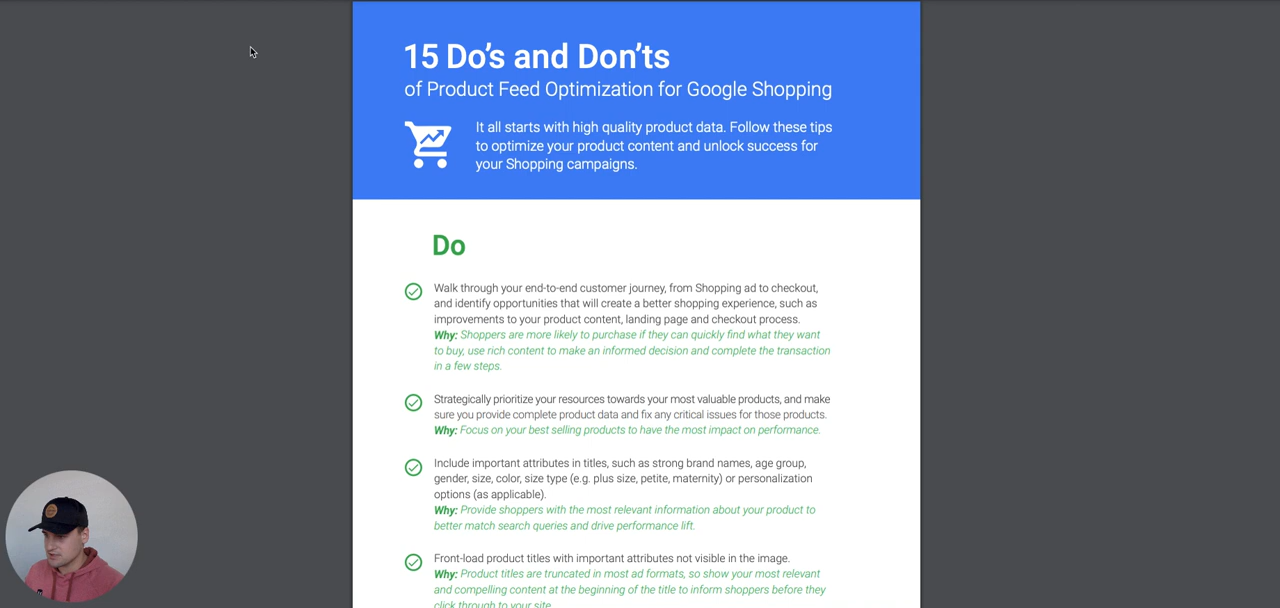 15 Do's and Don'ts
of Product Feed Optimization for Google Shopping
It all starts with high quality product data. Follow these tips
to optimize your product content and unlock success for
your Shopping campaigns.
Do
Walk through your end-to-end customer journey, from Shopping ad to checkout,
and identify opportunities that will create a better shopping experience, such as
improvements to your product content, landing page and checkout process.
Why: Shoppers are more likely to purchase if they can quickly find what they want
to buy, use rich content to make an informed decision and complete the transaction
in a few steps.
Strategically prioritize your resources towards your most valuable products, and make
sure you provide complete product data and fix any critical issues for those products.
Why: Focus on your best selling products to have the most impact on performance.
Include important attributes in titles, such as strong brand names, age group,
gender, size, color, size type (e.g. plus size, petite, maternity) or personalization
options (as applicable).
Why: Provide shoppers with the most relevant information about your product to
better match search queries and drive performance lift.
Front-load product titles with important attributes not visible in the image.
Why: Product titles are truncated in most ad formats, so show your most relevant
and compelling content at the beginning of the title to inform shoppers before they
click through to your site.